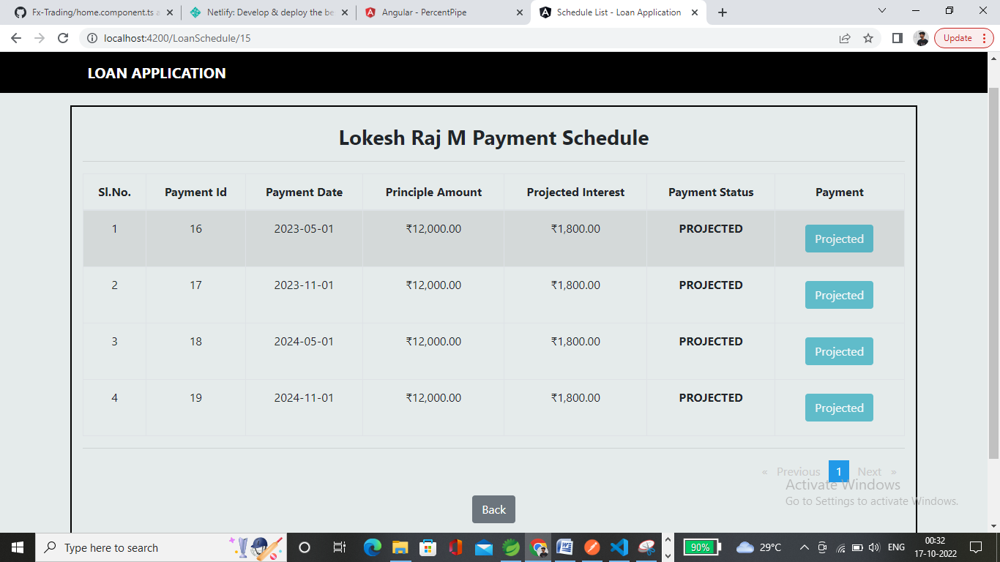 Fx-Trading/home.component.ts a
Netlify: Develop & deploy the be
Angular - PercentPipe
Schedule List - Loan Application
localhost:4200/LoanSchedule/15
Update
LOAN APPLICATION
Lokesh Raj M Payment Schedule
Sl.No. Payment Id Payment Date Principle Amount Projected Interest Payment Status Payment
1 16 2023-05-01 ₹12,000.00 ₹1,800.00 PROJECTED Projected
2 17 2023-11-01 ₹12,000.00 ₹1,800.00 PROJECTED Projected
3 18 2024-05-01 ₹12,000.00 ₹1,800.00 PROJECTED Projected
4 19 2024-11-01 ₹12,000.00 ₹1,800.00 PROJECTED Projected
« Previous 1 Next »
Activate Windows
Go to Settings to activate Windows.
Back
Type here to search
90%
29°C
ENG
00:32
17-10-2022